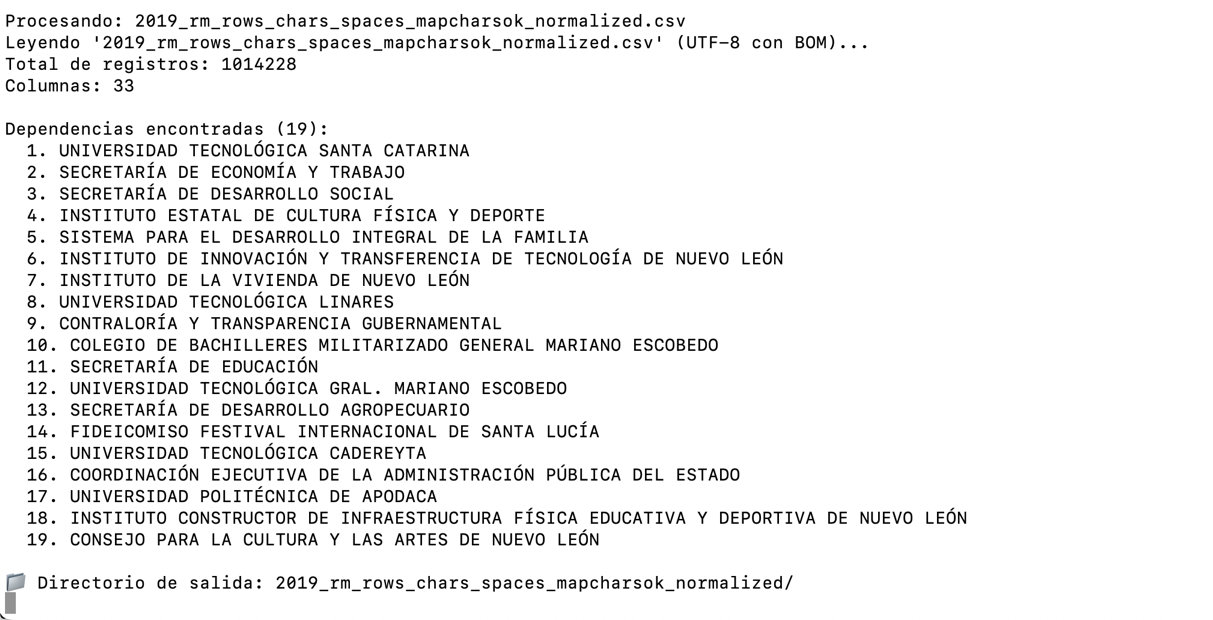 Procesando: 2019_rm_rows_chars_spaces_mapcharsok_normalized.csv
Leyendo '2019_rm_rows_chars_spaces_mapcharsok_normalized.csv' (UTF-8 con BOM)...
Total de registros: 1014228
Columnas: 33
Dependencias encontradas (19):
1. UNIVERSIDAD TECNOLÓGICA SANTA CATARINA
2. SECRETARÍA DE ECONOMÍA Y TRABAJO
3. SECRETARÍA DE DESARROLLO SOCIAL
4. INSTITUTO ESTATAL DE CULTURA FÍSICA Y DEPORTE
5. SISTEMA PARA EL DESARROLLO INTEGRAL DE LA FAMILIA
6. INSTITUTO DE INNOVACIÓN Y TRANSFERENCIA DE TECNOLOGÍA DE NUEVO LEÓN
7. INSTITUTO DE LA VIVIENDA DE NUEVO LEÓN
8. UNIVERSIDAD TECNOLÓGICA LINARES
9. CONTRALORÍA Y TRANSPARENCIA GUBERNAMENTAL
10. COLEGIO DE BACHILLERES MILITARIZADO GENERAL MARIANO ESCOBEDO
11. SECRETARÍA DE EDUCACIÓN
12. UNIVERSIDAD TECNOLÓGICA GRAL. MARIANO ESCOBEDO
13. SECRETARÍA DE DESARROLLO AGROPECUARIO
14. FIDEICOMISO FESTIVAL INTERNACIONAL DE SANTA LUCÍA
15. UNIVERSIDAD TECNOLÓGICA CADEREYTA
16. COORDINACIÓN EJECUTIVA DE LA ADMINISTRACIÓN PÚBLICA DEL ESTADO
17. UNIVERSIDAD POLITÉCNICA DE APODACA
18. INSTITUTO CONSTRUCTOR DE INFRAESTRUCTURA FÍSICA EDUCATIVA Y DEPORTIVA DE NUEVO LEÓN
19. CONSEJO PARA LA CULTURA Y LAS ARTES DE NUEVO LEÓN
Directorio de salida: 2019_rm_rows_chars_spaces_mapcharsok_normalized/